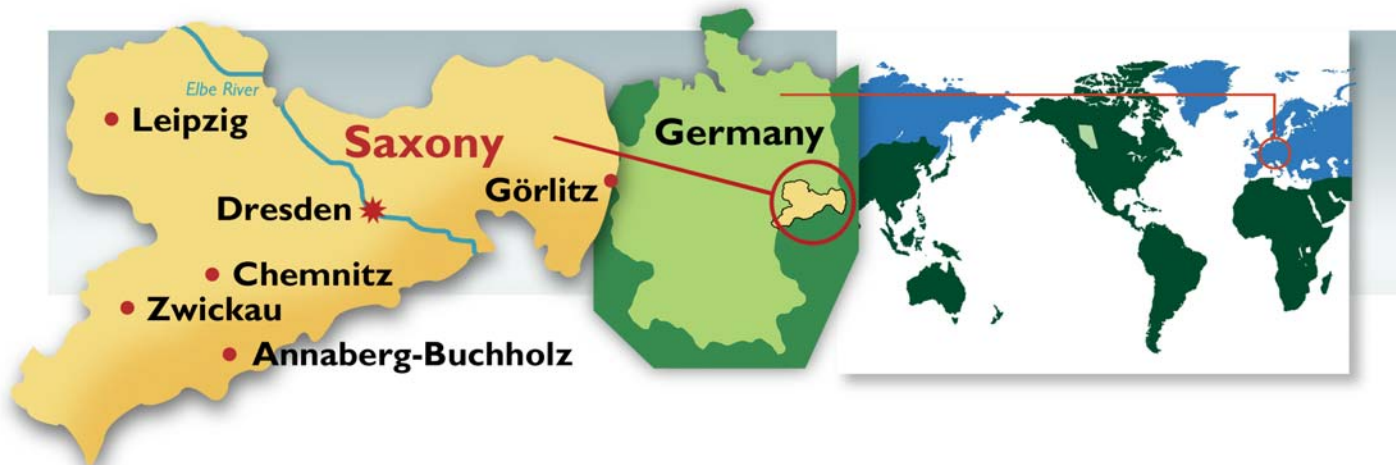 Elbe River
Leipzig
Saxony
Germany
Görlitz
Dresden
Chemnitz
Zwickau
Annaberg-Buchholz